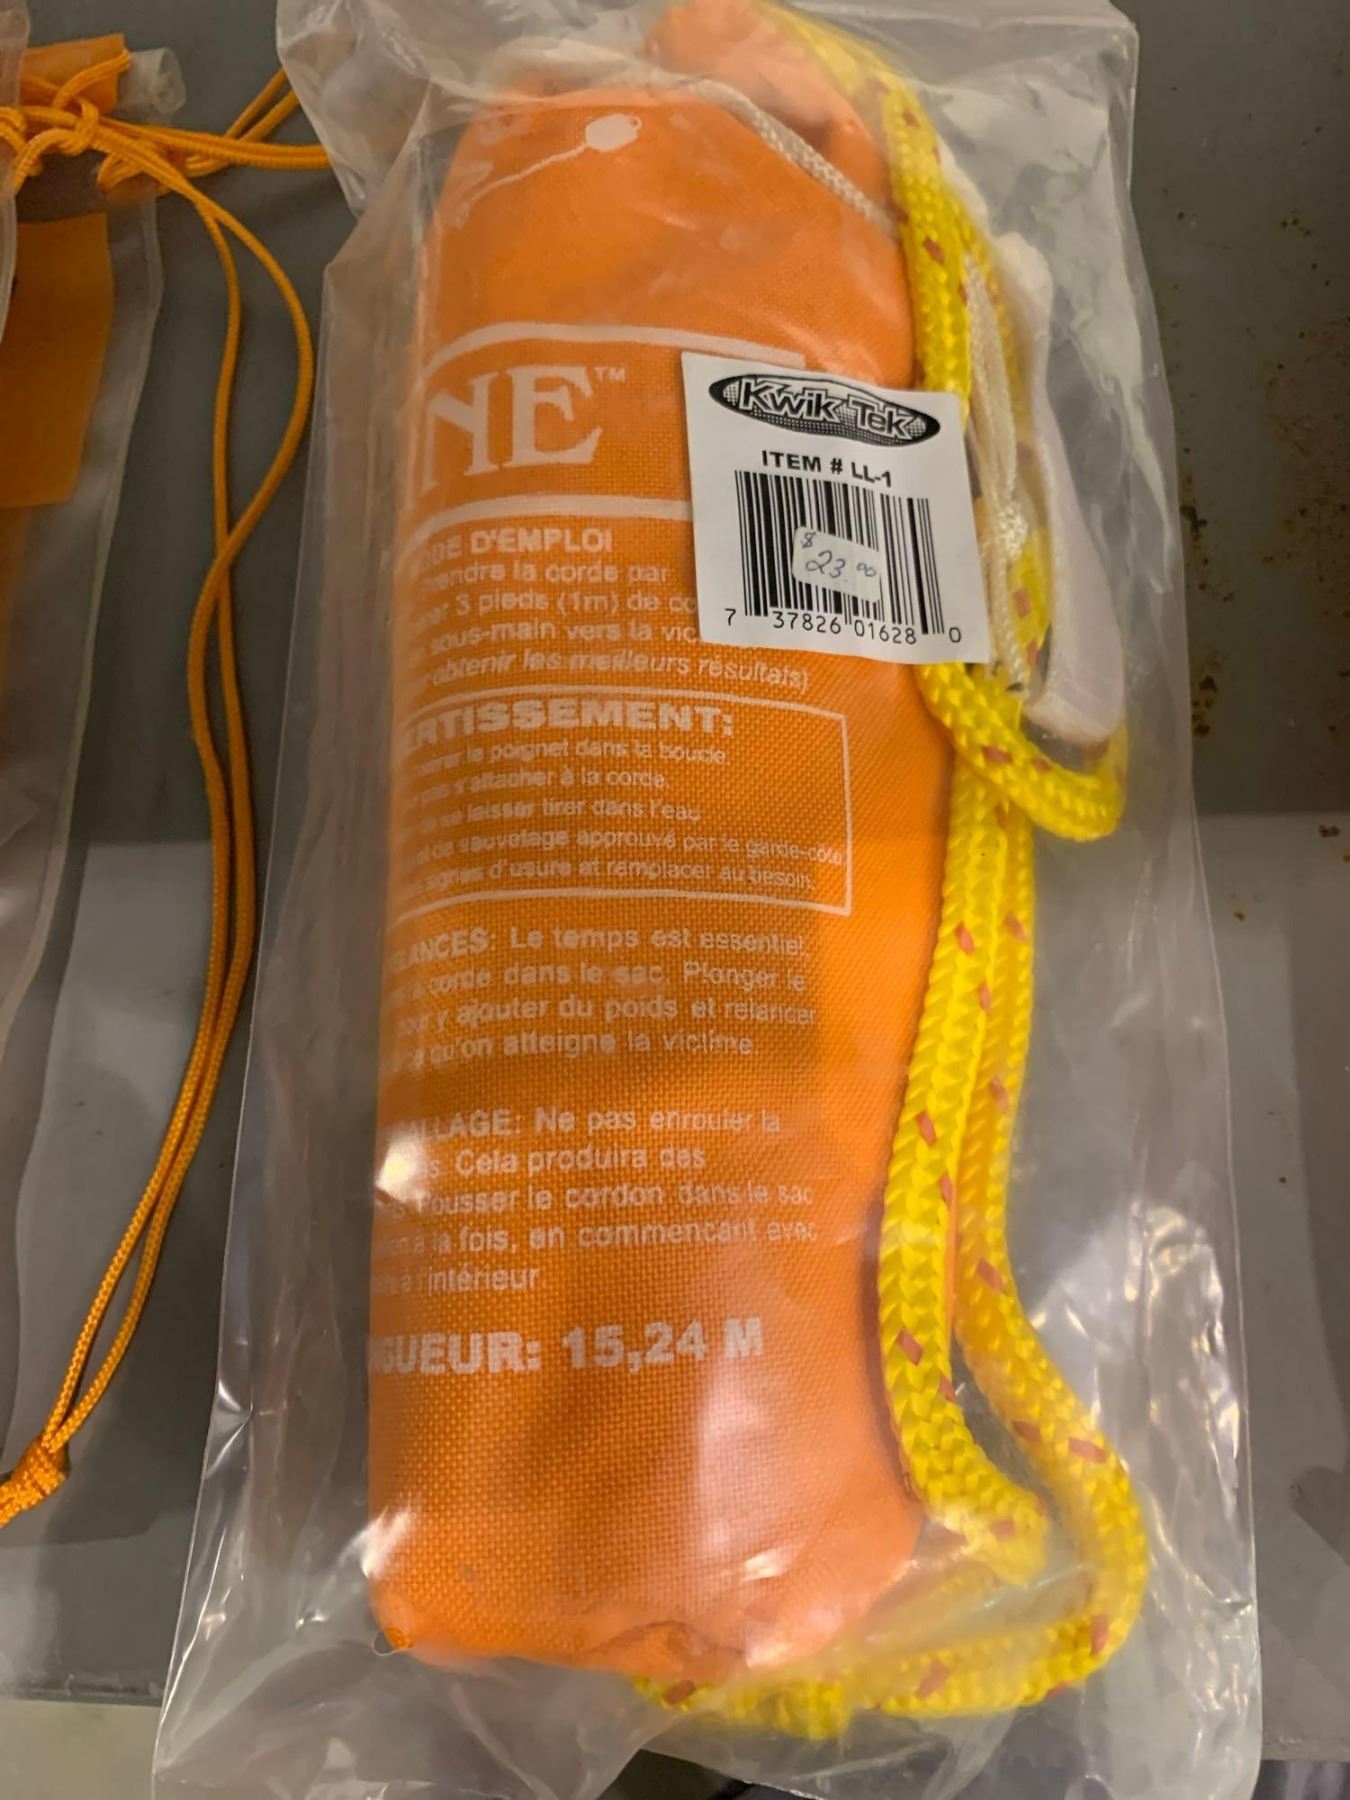 NE™
Kwik Tek
ITEM # LL-1
$23.00
7 37826 01628 0
D'EMPLOI
la corde par
3 pieds (1m) de
sous-main vers la
obtenir les meilleurs résultats)
ERTISSEMENT:
le poignet dans la boucle.
pas s'attacher à la corde.
se laisser tirer dans l'eau
de sauvetage approuvé par le garde-côte
signes d'usure et remplacer au besoin.
LANCES: Le temps est essentiel.
corde dans le sac. Plonger le
pour y ajouter du poids et relancer
qu'on atteigne la victime.
LLAGE: Ne pas enrouler la
Cela produira des
Pousser le cordon dans le sac
à la fois, en commençant avec
à l'intérieur.
GUEUR: 15,24 M